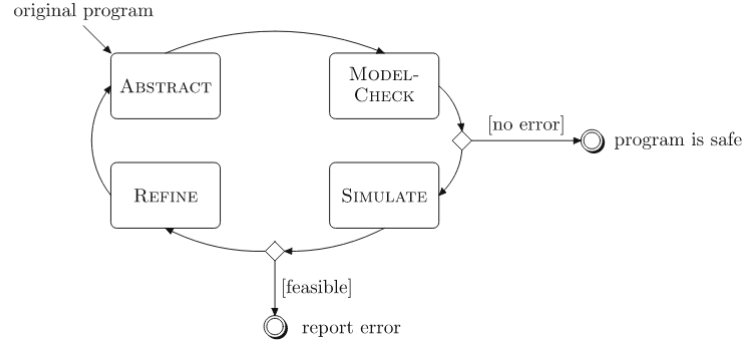 original program
ABSTRACT
MODEL-
CHECK
[no error]
program is safe
REFINE
SIMULATE
[feasible]
report error